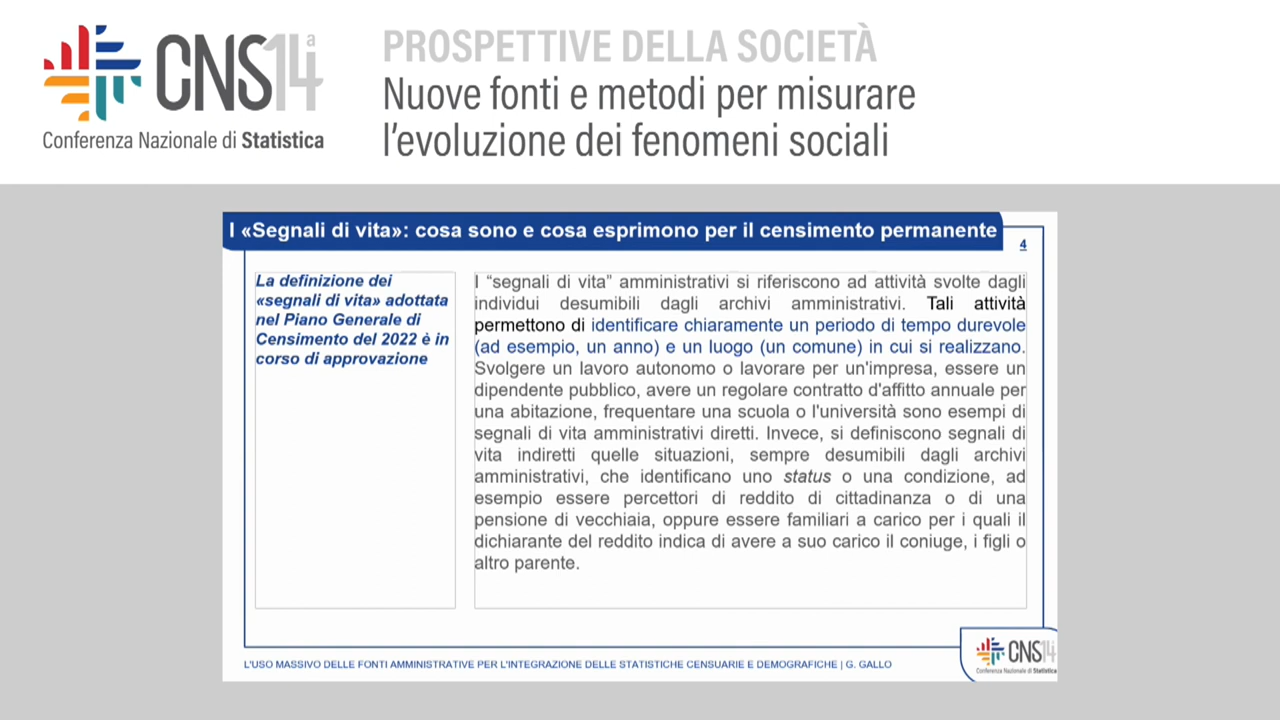 CNS14a
Conferenza Nazionale di Statistica
PROSPETTIVE DELLA SOCIETÀ
Nuove fonti e metodi per misurare
l'evoluzione dei fenomeni sociali
I «Segnali di vita»: cosa sono e cosa esprimono per il censimento permanente
4
La definizione dei
«segnali di vita» adottata
nel Piano Generale di
Censimento del 2022 è in
corso di approvazione
I “segnali di vita” amministrativi si riferiscono ad attività svolte dagli
individui desumibili dagli archivi amministrativi. Tali attività
permettono di identificare chiaramente un periodo di tempo durevole
(ad esempio, un anno) e un luogo (un comune) in cui si realizzano.
Svolgere un lavoro autonomo o lavorare per un'impresa, essere un
dipendente pubblico, avere un regolare contratto d'affitto annuale per
una abitazione, frequentare una scuola o l'università sono esempi di
segnali di vita amministrativi diretti. Invece, si definiscono segnali di
vita indiretti quelle situazioni, sempre desumibili dagli archivi
amministrativi, che identificano uno status o una condizione, ad
esempio essere percettori di reddito di cittadinanza o di una
pensione di vecchiaia, oppure essere familiari a carico per i quali il
dichiarante del reddito indica di avere a suo carico il coniuge, i figli o
altro parente.
L'USO MASSIVO DELLE FONTI AMMINISTRATIVE PER L'INTEGRAZIONE DELLE STATISTICHE CENSUARIE E DEMOGRAFICHE | G. GALLO
CNS14
Conferenza Nazionale di Statistica